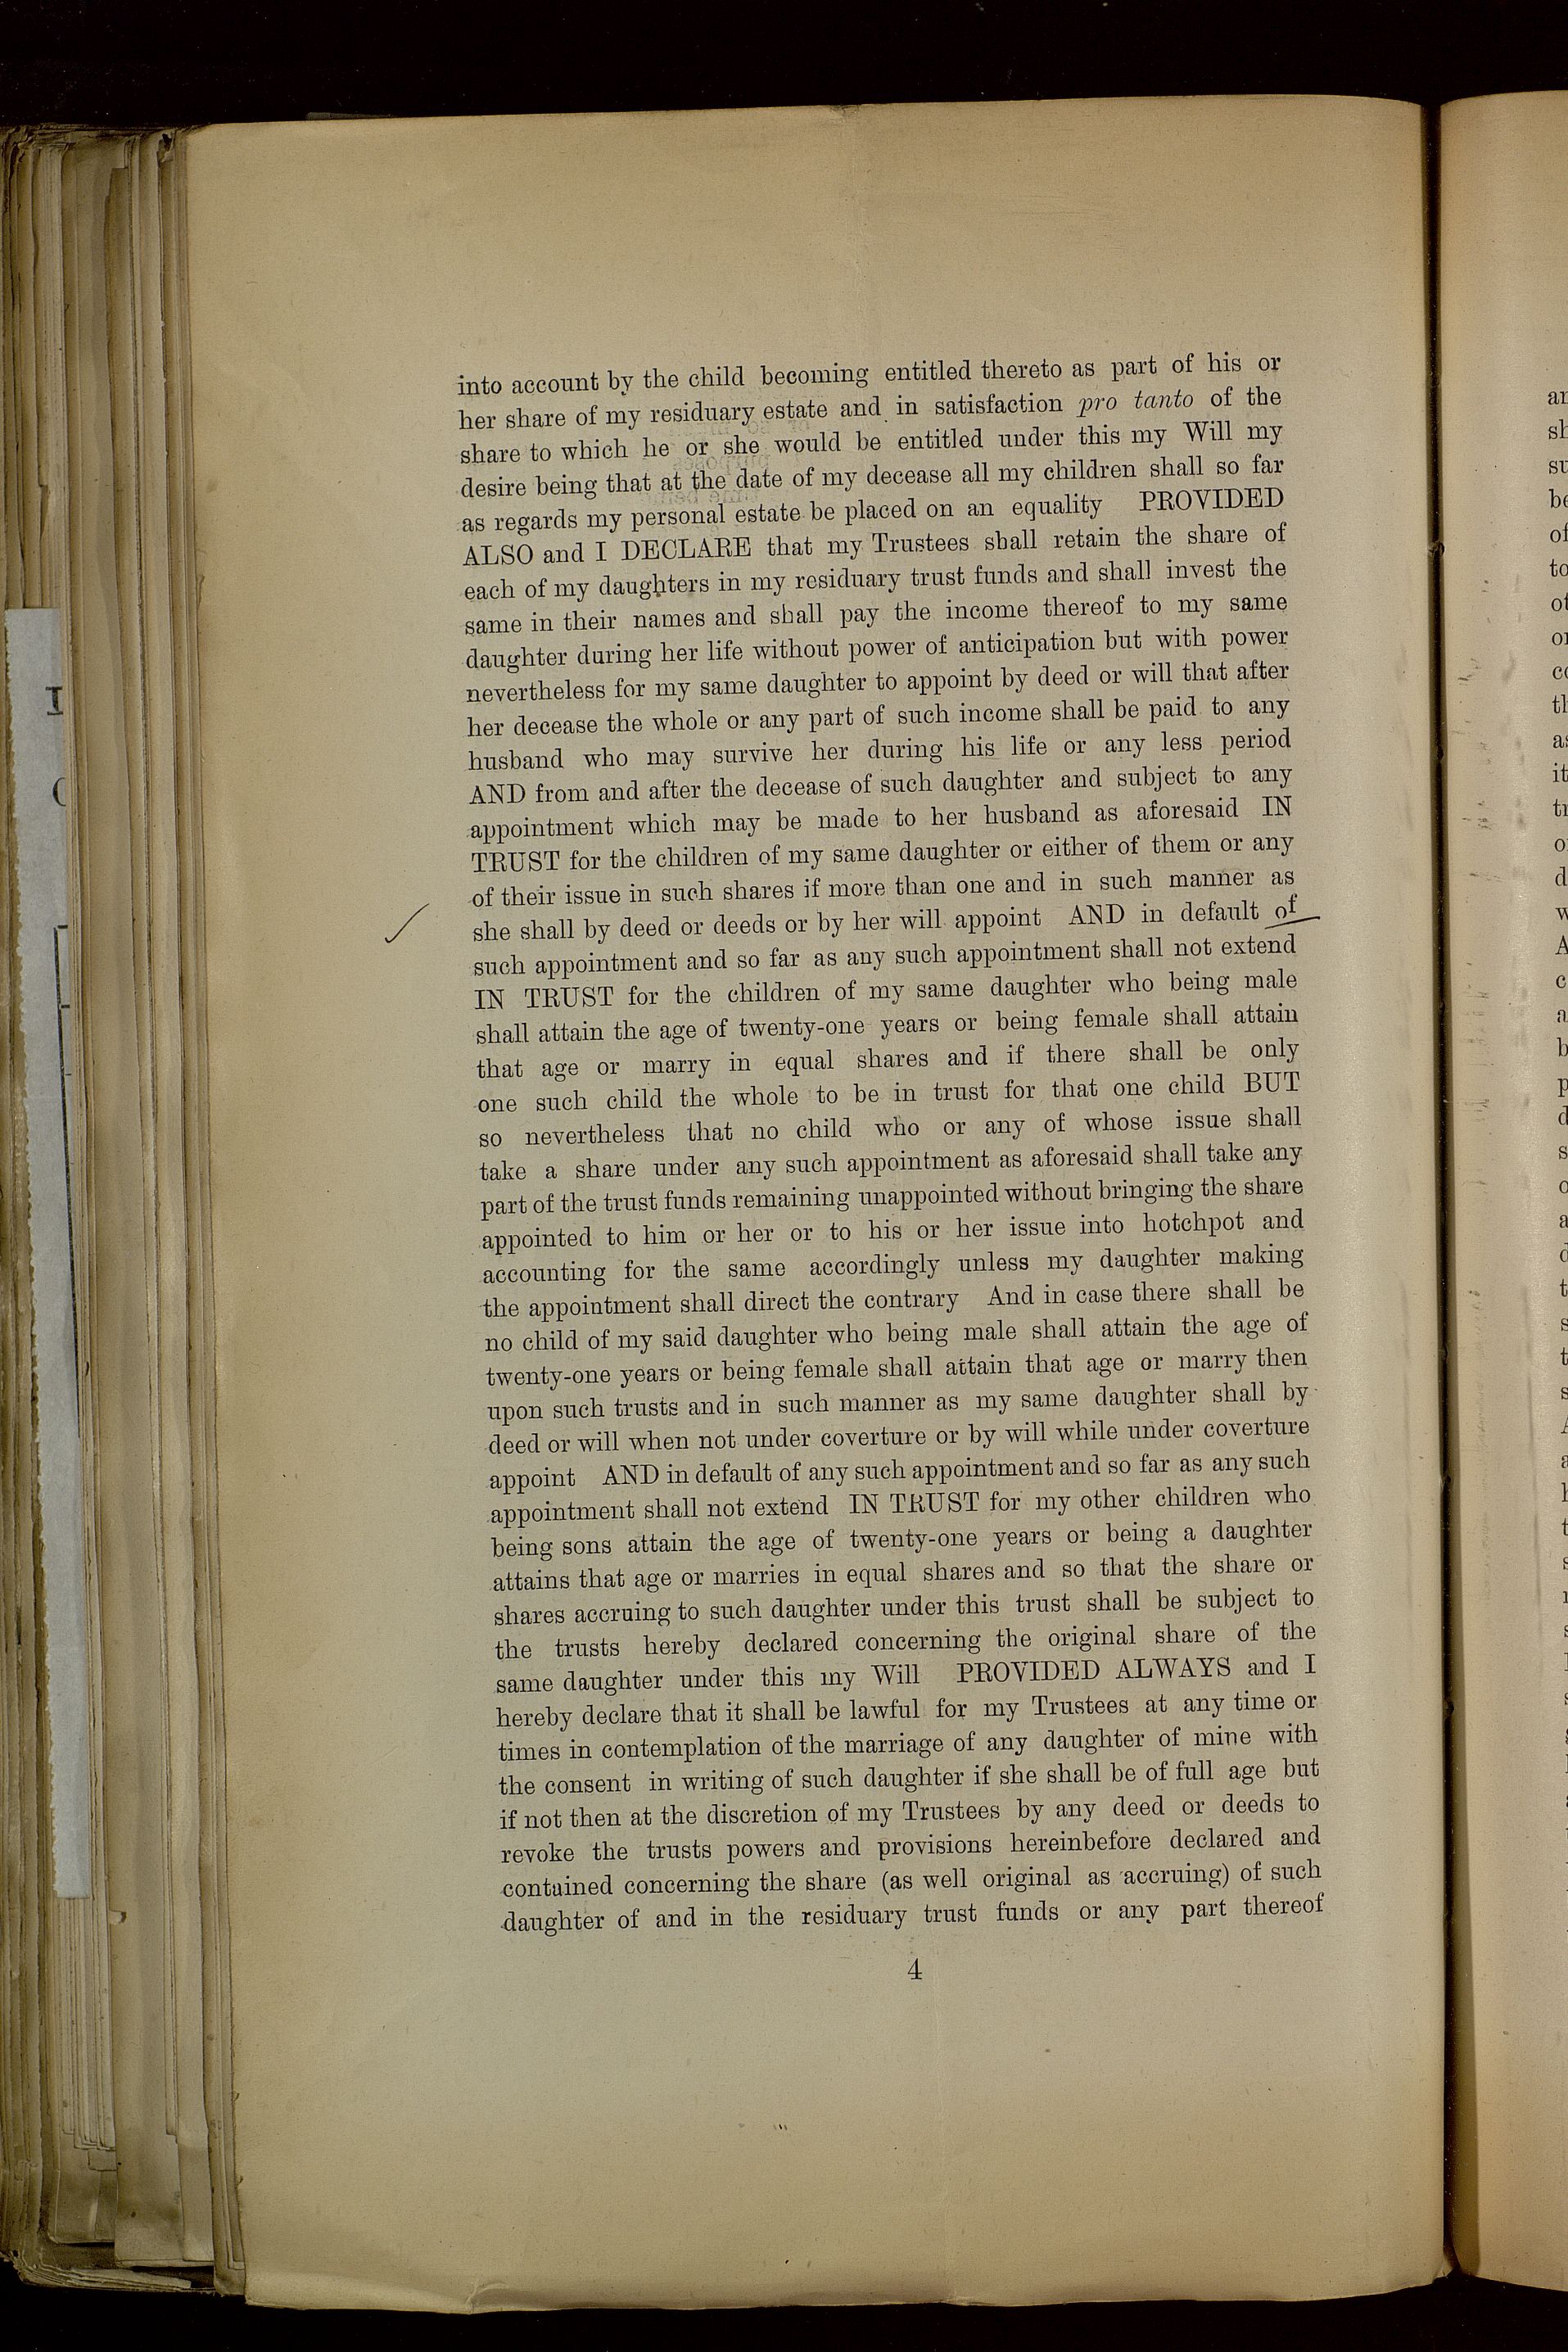 into account by the child becoming entitled thereto as part of his or
her share of my residuary estate and in satisfaction pro tanto of the
share to which he or she would be entitled under this my Will my
desire being that at the date of my decease all my children shall so far
as regards my personal estate be placed on an equality PROVIDED
ALSO and I DECLARE that my Trustees shall retain the share of
each of my daughters in my residuary trust funds and shall invest the
same in their names and shall pay the income thereof to my same
daughter during her life without power of anticipation but with power
nevertheless for my same daughter to appoint by deed or will that after
her decease the whole or any part of such income shall be paid to any
husband who may survive her during his life or any less period
AND from and after the decease of such daughter and subject to any
appointment which may be made to her husband as aforesaid IN
TRUST for the children of my same daughter or either of them or any
of their issue in such shares if more than one and in such manner as
she shall by deed or deeds or by her will appoint AND in default of
such appointment and so far as any such appointment shall not extend
IN TRUST for the children of my same daughter who being male
shall attain the age of twenty-one years or being female shall attain
that age or marry in equal shares and if there shall be only
one such child the whole to be in trust for that one child BUT
so nevertheless that no child who or any of whose issue shall
take a share under any such appointment as aforesaid shall take any
part of the trust funds remaining unappointed without bringing the share
appointed to him or her or to his or her issue into hotchpot and
accounting for the same accordingly unless my daughter making
the appointment shall direct the contrary And in case there shall be
no child of my said daughter who being male shall attain the age of
twenty-one years or being female shall attain that age or marry then
upon such trusts and in such manner as my same daughter shall by
deed or will when not under coverture or by will while under coverture
appoint AND in default of any such appointment and so far as any such
appointment shall not extend IN TRUST for my other children who
being sons attain the age of twenty-one years or being a daughter
attains that age or marries in equal shares and so that the share or
shares accruing to such daughter under this trust shall be subject to
the trusts hereby declared concerning the original share of the
same daughter under this my Will PROVIDED ALWAYS and I
hereby declare that it shall be lawful for my Trustees at any time or
times in contemplation of the marriage of any daughter of mine with
the consent in writing of such daughter if she shall be of full age but
if not then at the discretion of my Trustees by any deed or deeds to
revoke the trusts powers and provisions hereinbefore declared and
contained concerning the share (as well original as accruing) of such
daughter of and in the residuary trust funds or any part thereof
4